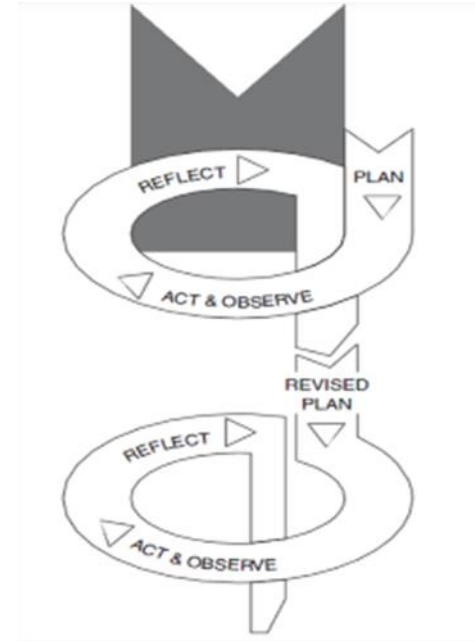 REFLECT
PLAN
ACT & OBSERVE
REVISED
PLAN
REFLECT
ACT & OBSERVE